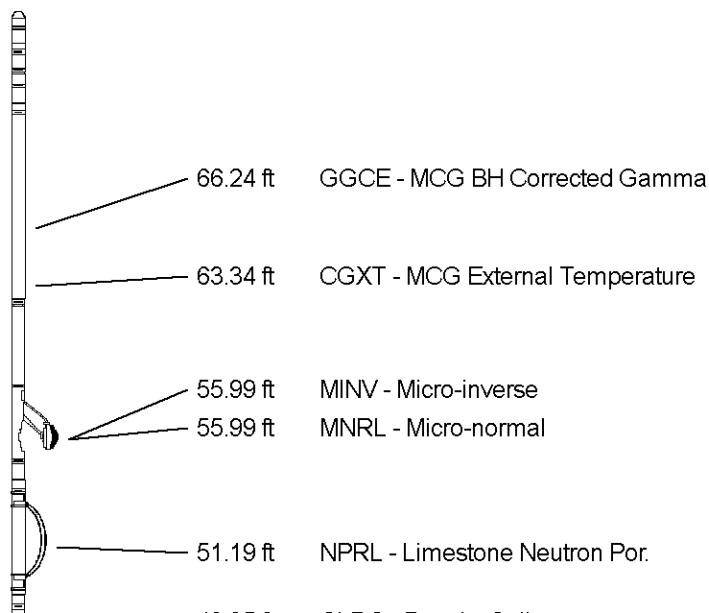 66.24 ft GGCE - MCG BH Corrected Gamma
63.34 ft CGXT - MCG External Temperature
55.99 ft MINV - Micro-inverse
55.99 ft MNRL - Micro-normal
51.19 ft NPRL - Limestone Neutron Por.